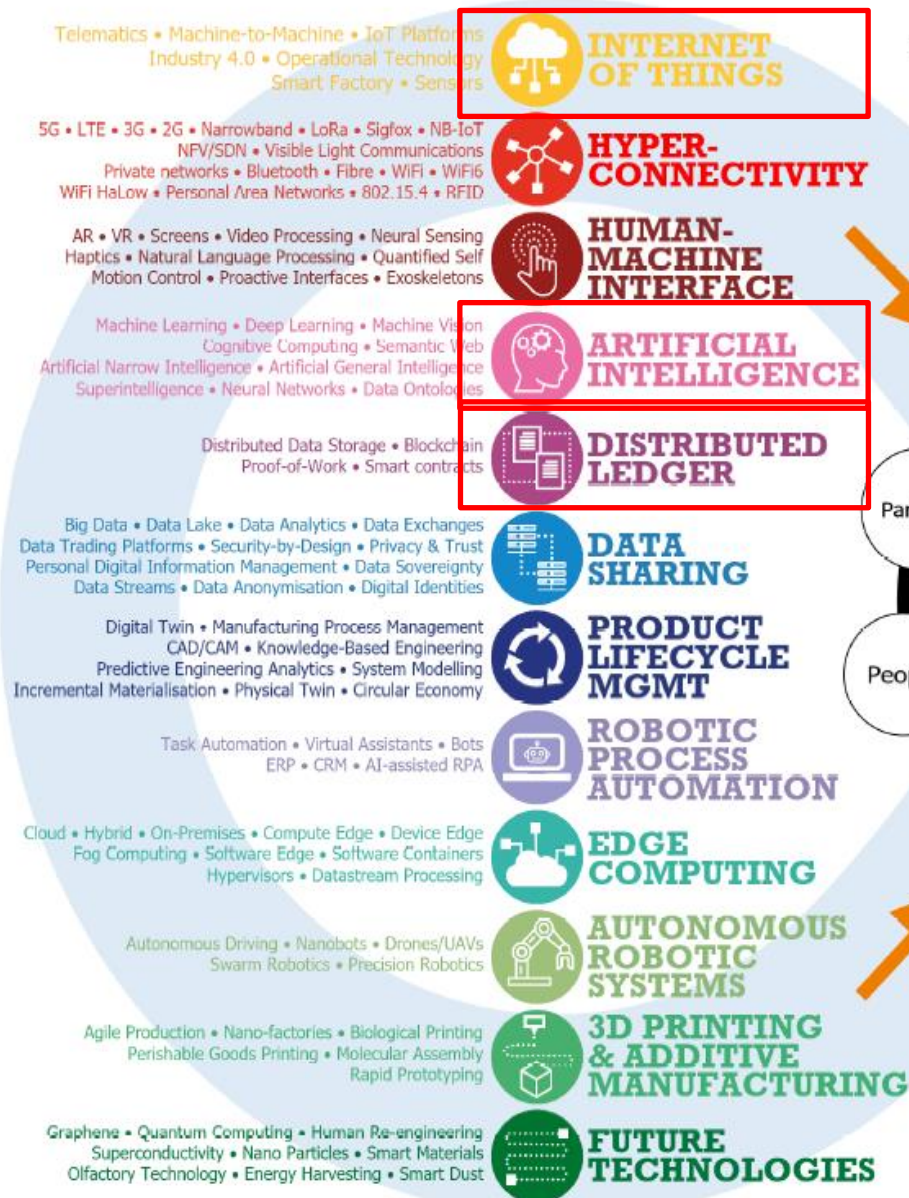 Telematics • Machine-to-Machine • IoT Platforms
Industry 4.0 • Operational Technology
Smart Factory • Sensors
INTERNET
OF THINGS
5G • LTE • 3G • 2G • Narrowband • LoRa • Sigfox • NB-IoT
NFV/SDN • Visible Light Communications
Private networks • Bluetooth • Fibre • WiFi • WiFi6
WiFi HaLow • Personal Area Networks • 802.15.4 • RFID
HYPER-
CONNECTIVITY
AR • VR • Screens • Video Processing • Neural Sensing
Haptics • Natural Language Processing • Quantified Self
Motion Control • Proactive Interfaces • Exoskeletons
HUMAN-
MACHINE
INTERFACE
Machine Learning • Deep Learning • Machine Vision
Cognitive Computing • Semantic Web
Artificial Narrow Intelligence • Artificial General Intelligence
Superintelligence • Neural Networks • Data Ontologies
ARTIFICIAL
INTELLIGENCE
Distributed Data Storage • Blockchain
Proof-of-Work • Smart contracts
DISTRIBUTED
LEDGER
Big Data • Data Lake • Data Analytics • Data Exchanges
Data Trading Platforms • Security-by-Design • Privacy & Trust
Personal Digital Information Management • Data Sovereignty
Data Streams • Data Anonymisation • Digital Identities
DATA
SHARING
Digital Twin • Manufacturing Process Management
CAD/CAM • Knowledge-Based Engineering
Predictive Engineering Analytics • System Modelling
Incremental Materialisation • Physical Twin • Circular Economy
PRODUCT
LIFECYCLE
MGMT
Task Automation • Virtual Assistants • Bots
ERP • CRM • AI-assisted RPA
ROBOTIC
PROCESS
AUTOMATION
Cloud • Hybrid • On-Premises • Compute Edge • Device Edge
Fog Computing • Software Edge • Software Containers
Hypervisors • Datastream Processing
EDGE
COMPUTING
Autonomous Driving • Nanobots • Drones/UAVs
Swarm Robotics • Precision Robotics
AUTONOMOUS
ROBOTIC
SYSTEMS
Agile Production • Nano-factories • Biological Printing
Perishable Goods Printing • Molecular Assembly
Rapid Prototyping
3D PRINTING
& ADDITIVE
MANUFACTURING
Graphene • Quantum Computing • Human Re-engineering
Superconductivity • Nano Particles • Smart Materials
Olfactory Technology • Energy Harvesting • Smart Dust
FUTURE
TECHNOLOGIES
Par
Peop